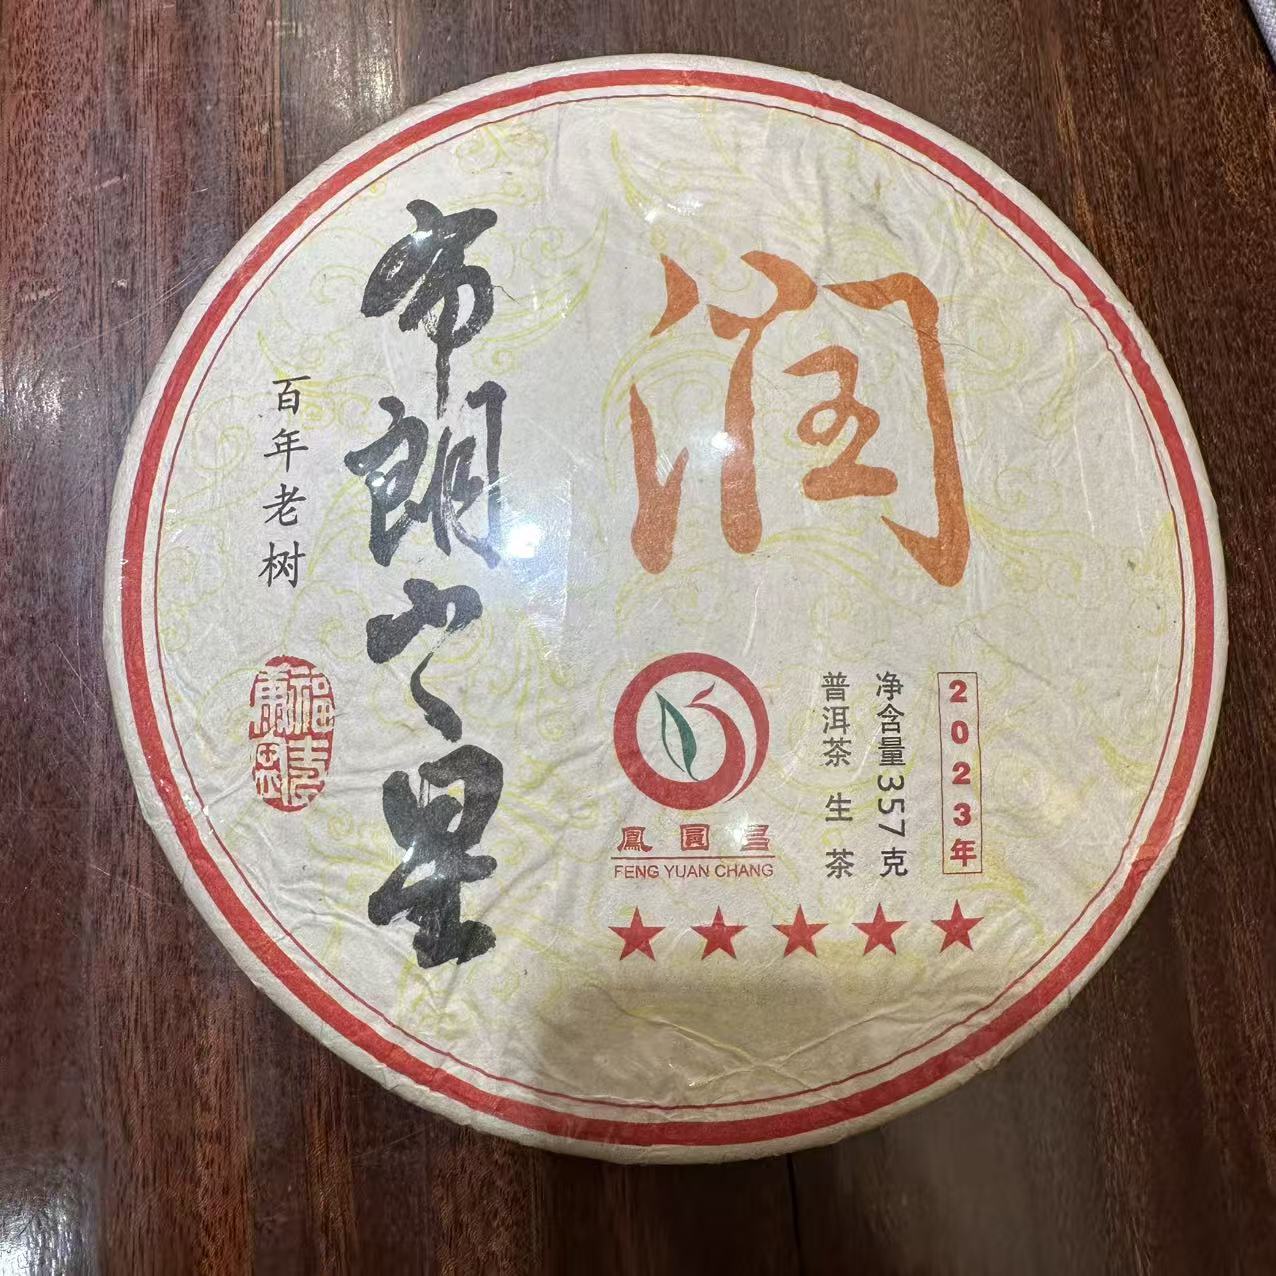 润
布朗之星
百年老树
鳳圓昌
FENG YUAN CHANG
普洱茶 生茶
净含量357克
2023年